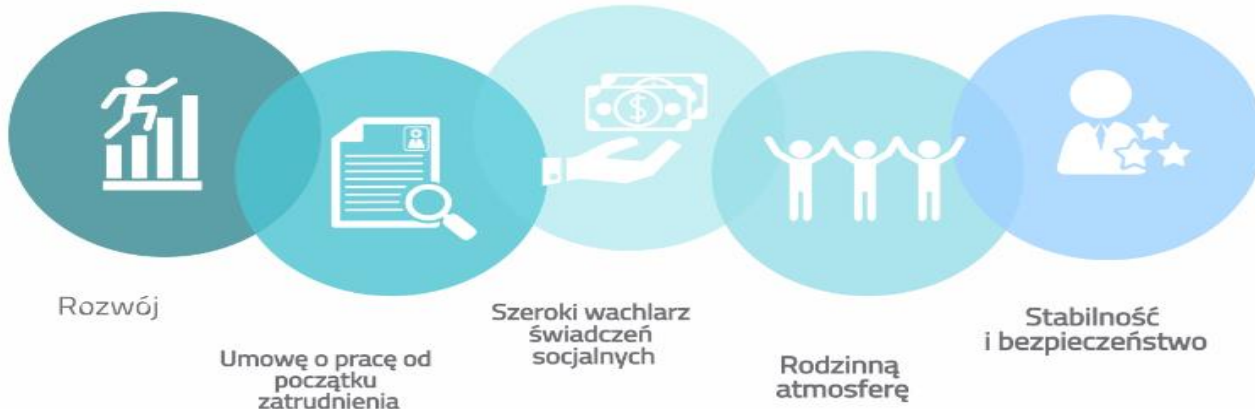 Rozwój
Umowę o pracę od
początku
zatrudnienia
Szeroki wachlarz
świadczeń
socjalnych
Rodzinną
atmosferę
Stabilność
i bezpieczeństwo